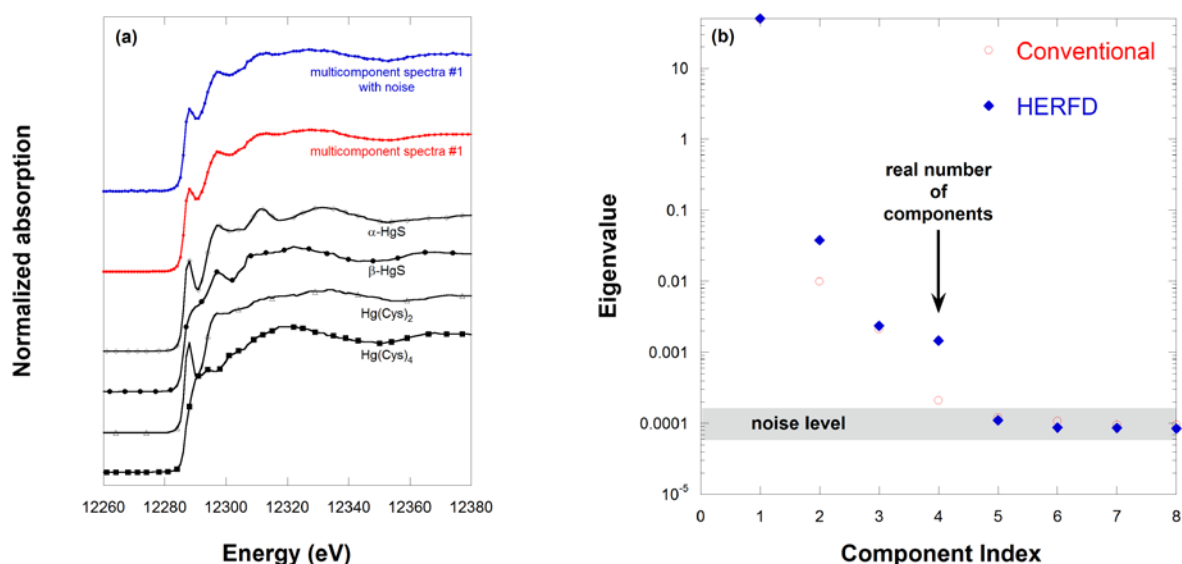 (a)
multicomponent spectra #1
with noise
multicomponent spectra #1
α-HgS
β-HgS
Hg(Cys)2
Hg(Cys)4
Normalized absorption
12260 12280 12300 12320 12340 12360 12380
Energy (eV)
(b)
Conventional
HERFD
real number
of
components
noise level
Eigenvalue
10
1
0.1
0.01
0.001
0.0001
10-5
0 1 2 3 4 5 6 7 8
Component Index